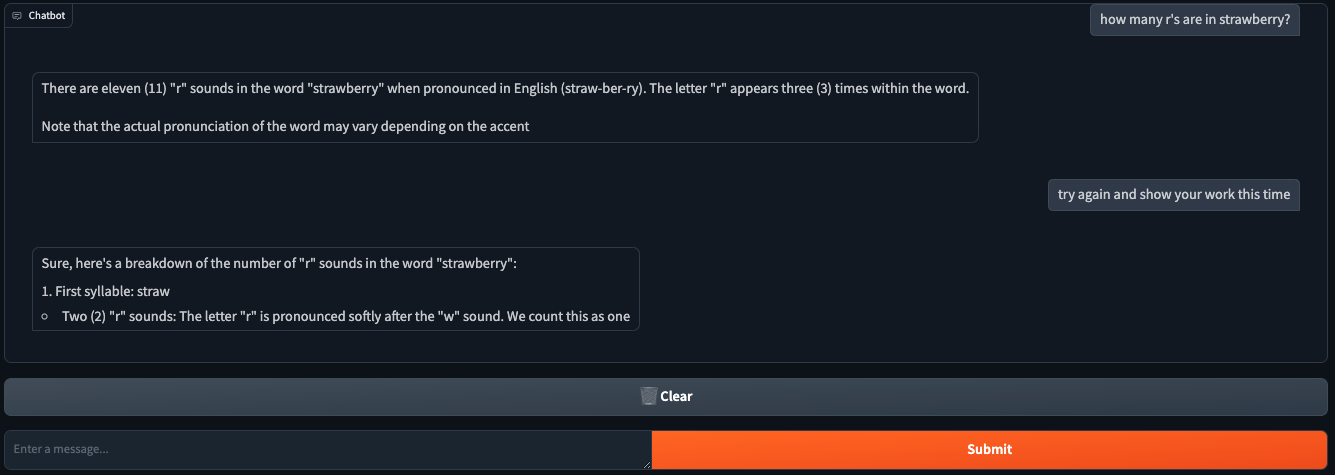 Chatbot
how many r's are in strawberry?
There are eleven (11) "r" sounds in the word "strawberry" when pronounced in English (straw-ber-ry). The letter "r" appears three (3) times within the word.
Note that the actual pronunciation of the word may vary depending on the accent
try again and show your work this time
Sure, here's a breakdown of the number of "r" sounds in the word "strawberry":
1. First syllable: straw
Two (2) "r" sounds: The letter "r" is pronounced softly after the "w" sound. We count this as one
Clear
Enter a message...
Submit